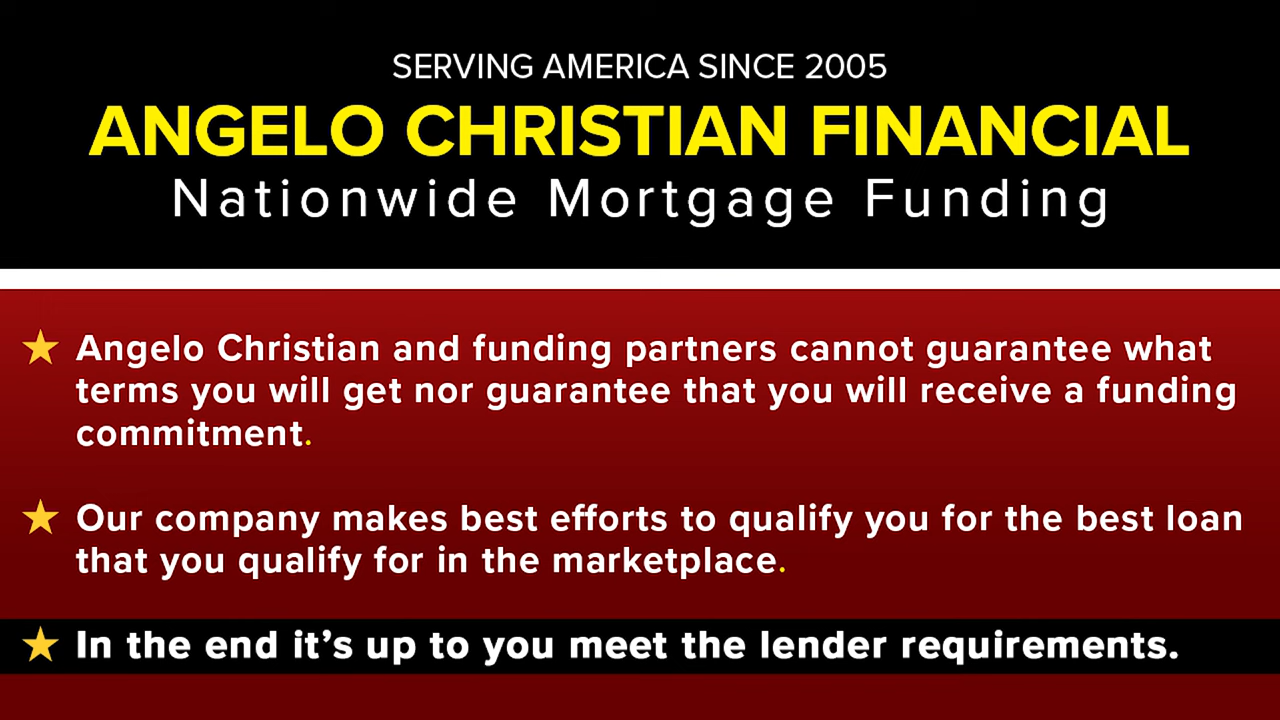 SERVING AMERICA SINCE 2005
ANGELO CHRISTIAN FINANCIAL
Nationwide Mortgage Funding
Angelo Christian and funding partners cannot guarantee what
terms you will get nor guarantee that you will receive a funding
commitment.
Our company makes best efforts to qualify you for the best loan
that you qualify for in the marketplace.
In the end it’s up to you meet the lender requirements.